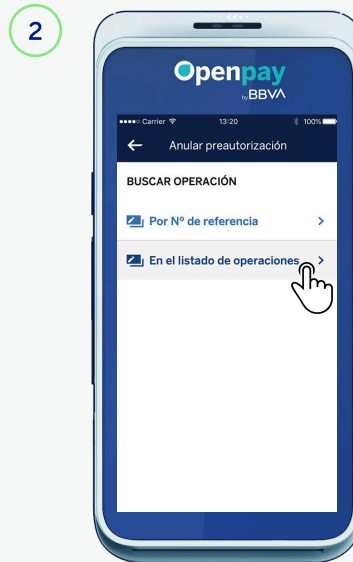 2
Openpay
by BBVA
Carrier 13:20 100%
Anular preautorización
BUSCAR OPERACIÓN
Por Nº de referencia
En el listado de operaciones